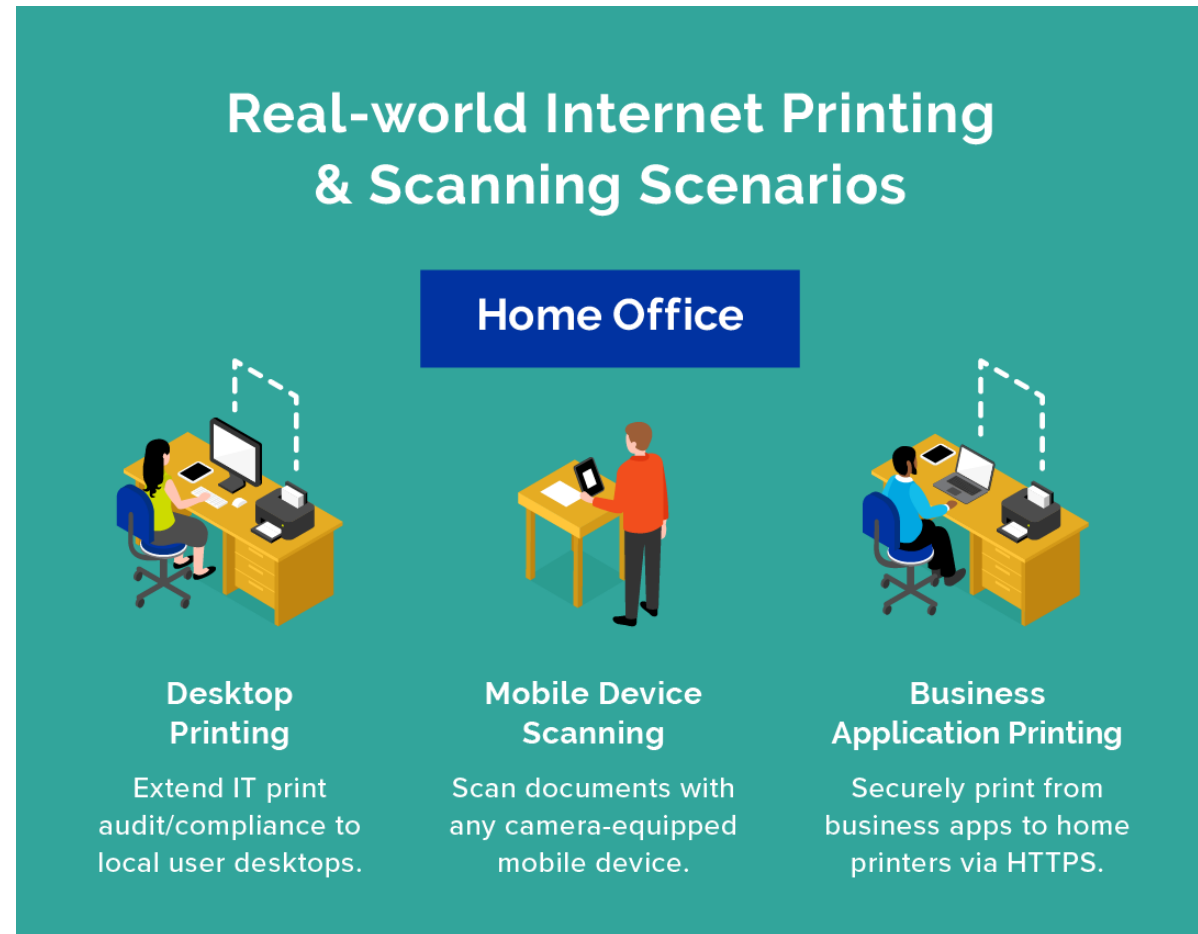 Real-world Internet Printing
& Scanning Scenarios
Home Office
Desktop
Printing
Extend IT print
audit/compliance to
local user desktops.
Mobile Device
Scanning
Scan documents with
any camera-equipped
mobile device.
Business
Application Printing
Securely print from
business apps to home
printers via HTTPS.